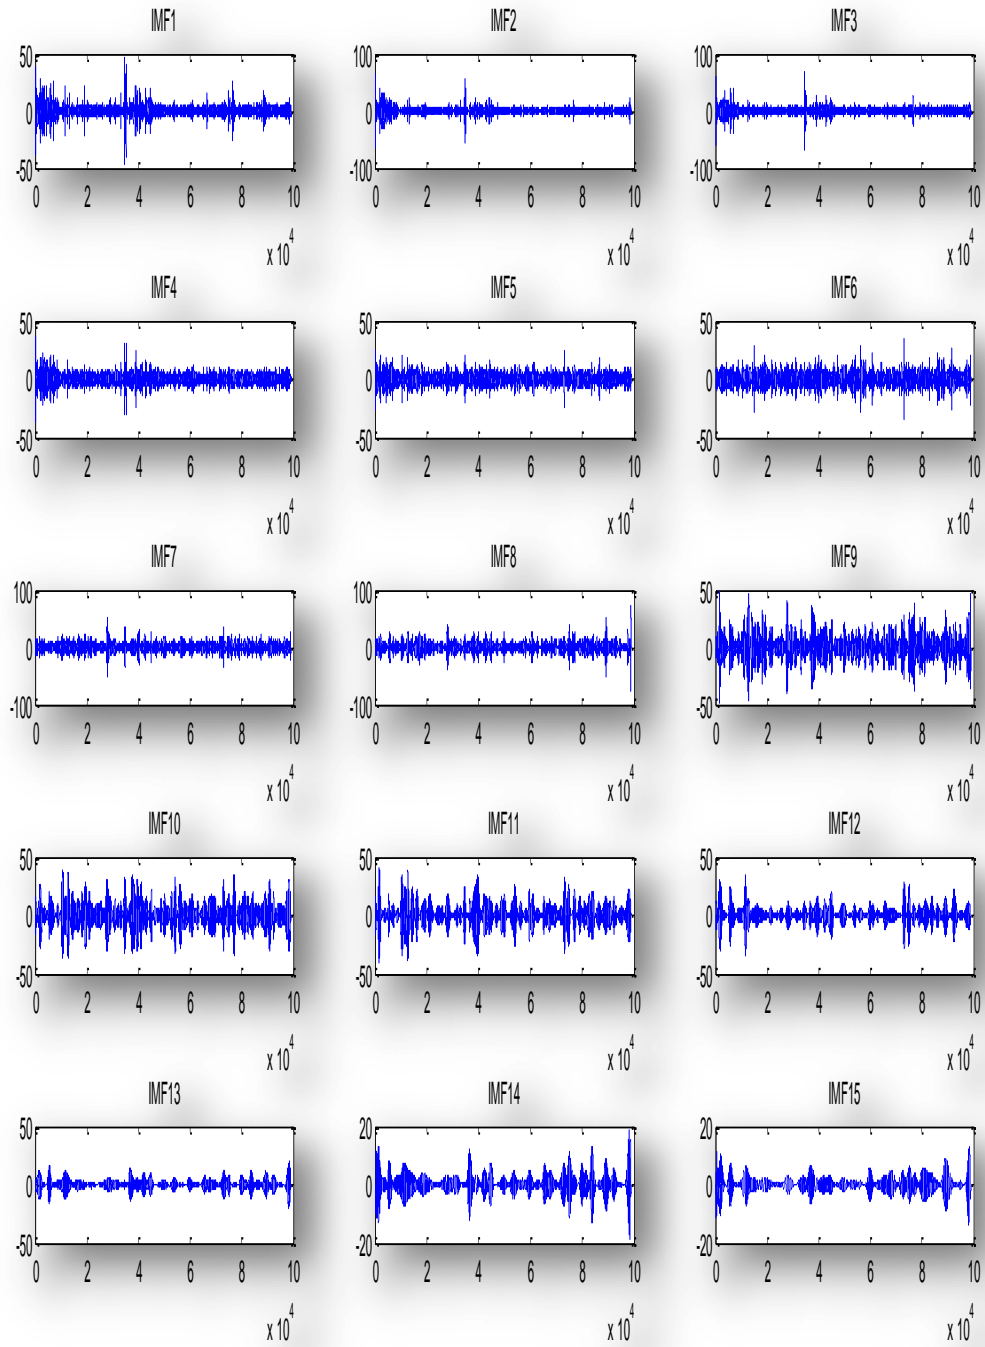 IMF1 IMF2 IMF3
50 100 100
0 0 0
-50 -100 -100
0 2 4 6 8 10 0 2 4 6 8 10 0 2 4 6 8 10
x 10^4 x 10^4 x 10^4
IMF4 IMF5 IMF6
50 50 50
0 0 0
-50 -50 -50
0 2 4 6 8 10 0 2 4 6 8 10 0 2 4 6 8 10
x 10^4 x 10^4 x 10^4
IMF7 IMF8 IMF9
100 100 50
0 0 0
-100 -100 -50
0 2 4 6 8 10 0 2 4 6 8 10 0 2 4 6 8 10
x 10^4 x 10^4 x 10^4
IMF10 IMF11 IMF12
50 50 50
0 0 0
-50 -50 -50
0 2 4 6 8 10 0 2 4 6 8 10 0 2 4 6 8 10
x 10^4 x 10^4 x 10^4
IMF13 IMF14 IMF15
50 20 20
0 0 0
-50 -20 -20
0 2 4 6 8 10 0 2 4 6 8 10 0 2 4 6 8 10
x 10^4 x 10^4 x 10^4